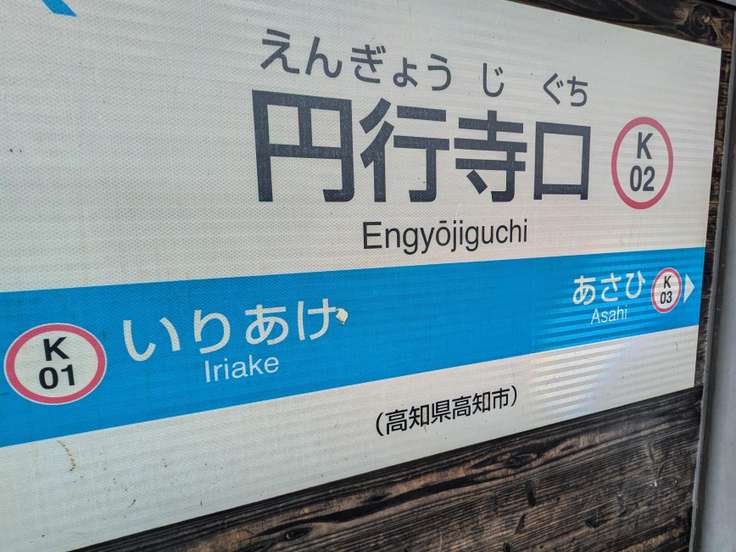 えんぎょうじぐち
円行寺口
K
02
Engyōjiguchi
K
01
いりあけ
Iriake
あさひ
Asahi
K
03
(高知県高知市)